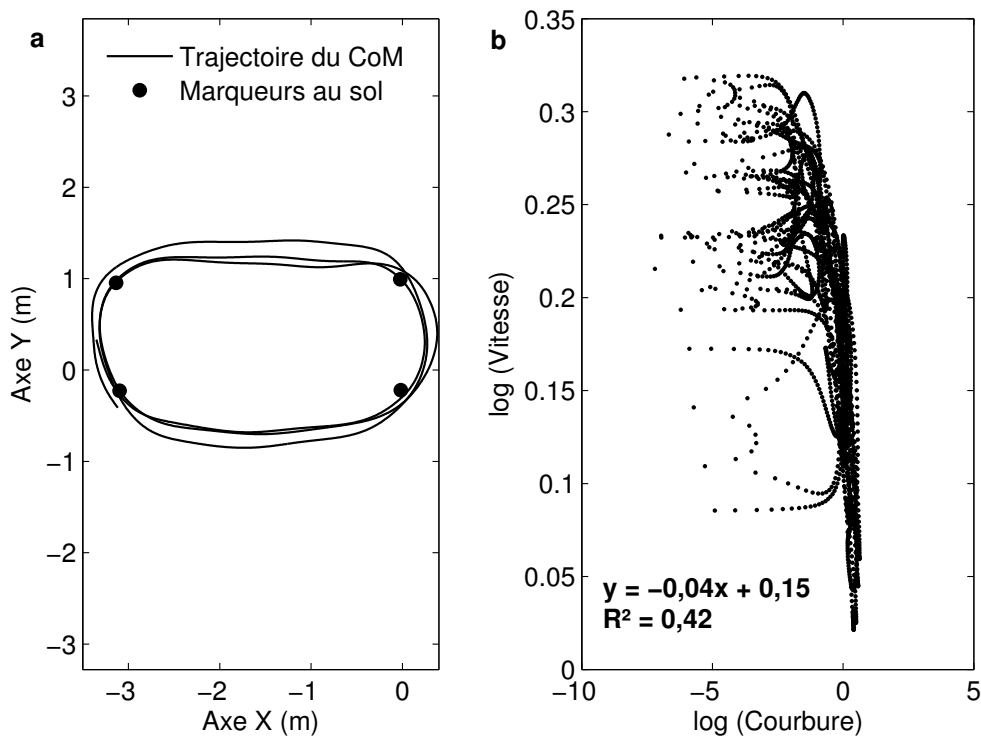 a
Trajectoire du CoM
Marqueurs au sol
3
2
1
0
−1
−2
−3
Axe Y (m)
−3
−2
−1
0
Axe X (m)
b
0.35
0.3
0.25
0.2
0.15
0.1
0.05
0
log (Vitesse)
y = −0,04x + 0,15
R² = 0,42
−10
−5
0
5
log (Courbure)